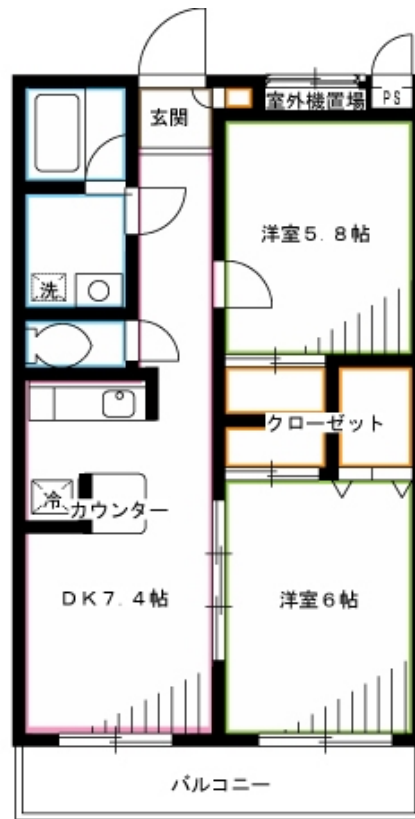 玄関
室外機置場
PS
洋室5.8帖
洗
クローゼット
冷
カウンター
DK7.4帖
洋室6帖
バルコニー